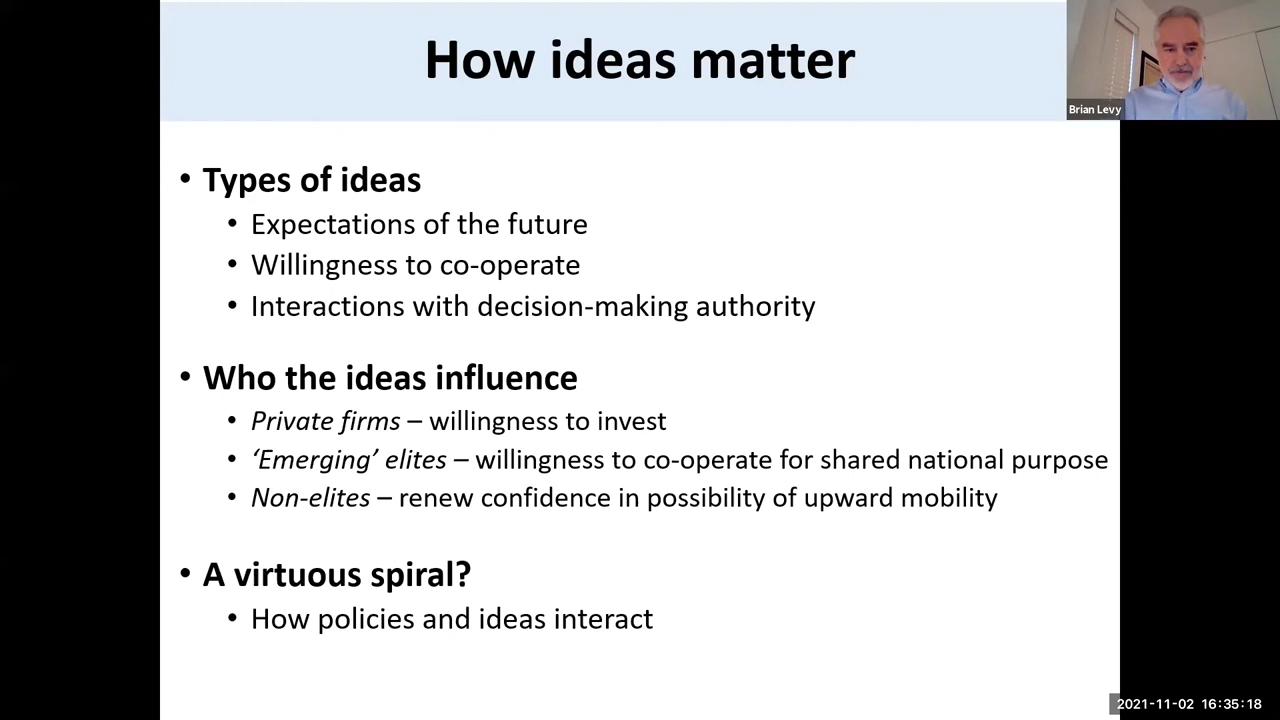 How ideas matter
Brian Levy
• Types of ideas
• Expectations of the future
• Willingness to co-operate
• Interactions with decision-making authority
• Who the ideas influence
• Private firms – willingness to invest
• ‘Emerging’ elites – willingness to co-operate for shared national purpose
• Non-elites – renew confidence in possibility of upward mobility
• A virtuous spiral?
• How policies and ideas interact
2021-11-02 16:35:18